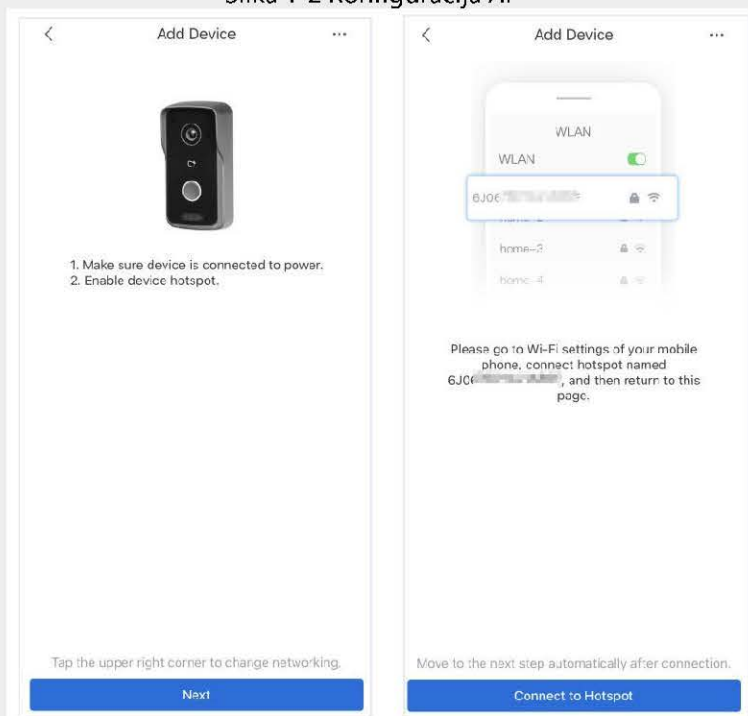 Slika 1-2 Konfiguracija AP
Add Device
1. Make sure device is connected to power.
2. Enable device hotspot.
Tap the upper right corner to change networking.
Next
Add Device
WLAN
WLAN
6J06
home-3
home-4
Please go to Wi-Fi settings of your mobile
phone, connect hotspot named
6J06 , and then return to this
page.
Move to the next step automatically after connection.
Connect to Hotspot